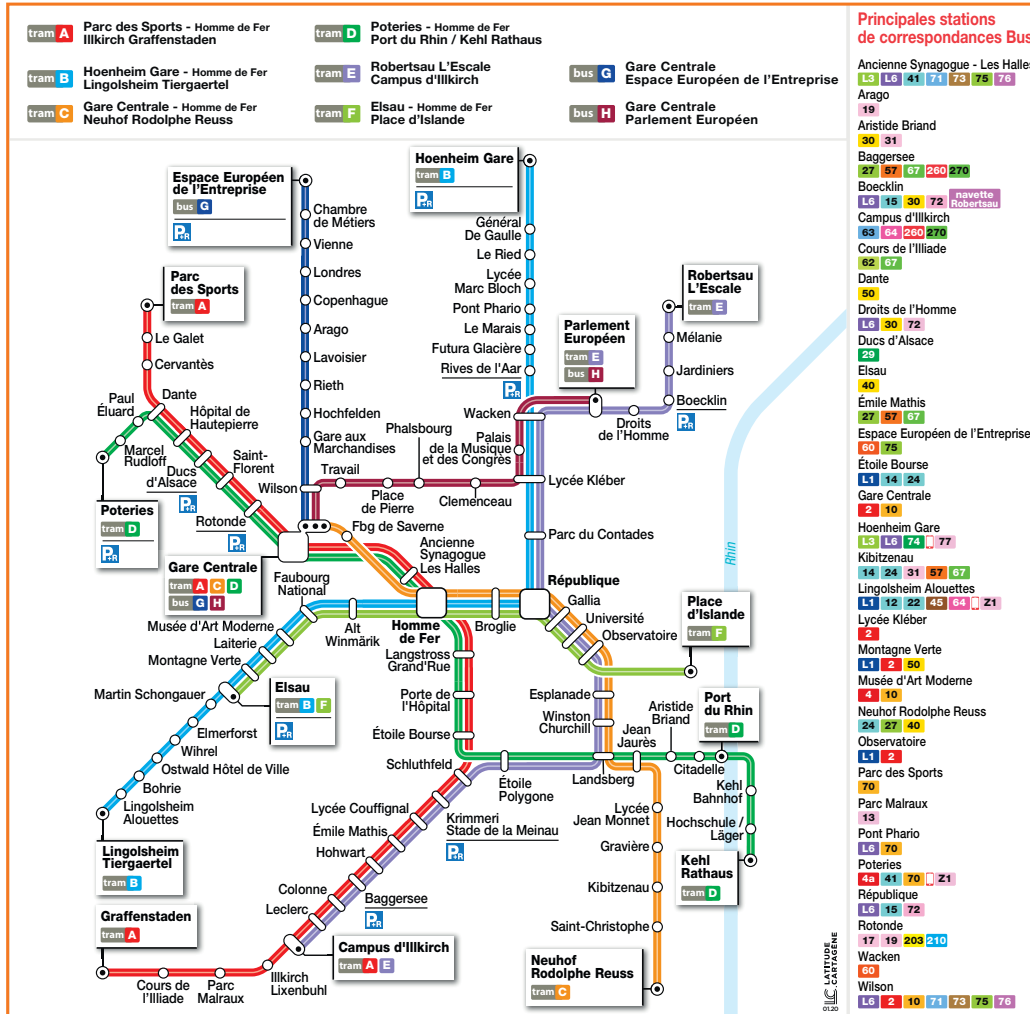 tram A Parc des Sports - Homme de Fer
Illkirch Graffenstaden
tram B Hoenheim Gare - Homme de Fer
Lingolsheim Tiergaertel
tram C Gare Centrale - Homme de Fer
Neuhof Rodolphe Reuss
tram D Poteries - Homme de Fer
Port du Rhin / Kehl Rathaus
tram E Robertsau L'Escale
Campus d'Illkirch
tram F Elsau - Homme de Fer
Place d'Islande
bus G Gare Centrale
Espace Européen de l'Entreprise
bus H Gare Centrale
Parlement Européen
Espace Européen
de l'Entreprise
bus G
P+R
Chambre
de Métiers
Vienne
Londres
Copenhague
Arago
Lavoisier
Rieth
Hochfelden
Gare aux
Marchandises
Wilson
Hoenheim Gare
tram B
P+R
Général
De Gaulle
Le Ried
Lycée
Marc Bloch
Pont Phario
Le Marais
Futura Glacière
Rives de l'Aar
P+R
Wacken
Palais
de la Musique
et des Congrès
Lycée Kléber
Parc du Contades
République
Parlement
Européen
tram E
bus H
Robertsau
L'Escale
tram E
Mélanie
Jardiniers
Boecklin
P+R
Droits
de l'Homme
Parc
des Sports
tram A
Le Galet
Cervantès
Dante
Paul
Éluard
Marcel
Rudloff
Poteries
tram D
P+R
Hôpital de
Hautepierre
Ducs
d'Alsace
P+R
Saint-
Florent
Rotonde
P+R
Travail
Phalsbourg
Place
de Pierre
Clemenceau
Fbg de Saverne
Gare Centrale
tram A C D
bus G H
Ancienne
Synagogue
Les Halles
Faubourg
National
Musée d'Art Moderne
Laiterie
Montagne Verte
Alt
Winmärik
Homme
de Fer
Broglie
Gallia
Université
Observatoire
Place
d'Islande
tram F
Langstross
Grand'Rue
Porte de
l'Hôpital
Étoile Bourse
Schluthfeld
Martin Schongauer
Elsau
tram B F
P+R
Elmerforst
Wihrel
Ostwald Hôtel de Ville
Bohrie
Lingolsheim
Alouettes
Lingolsheim
Tiergaertel
tram B
Esplanade
Winston
Churchill
Landsberg
Jean
Jaurès
Aristide
Briand
Citadelle
Port
du Rhin
tram D
Kehl
Bahnhof
Hochschule /
Läger
Kehl
Rathaus
tram D
Étoile
Polygone
Krimmeri
Stade de la Meinau
P+R
Lycée Couffignal
Émile Mathis
Hohwart
Baggersee
P+R
Colonne
Leclerc
Campus d'Illkirch
tram A E
Illkirch
Lixenbuhl
Parc
Malraux
Cours de
l'Illiade
Graffenstaden
tram A
Lycée
Jean Monnet
Gravière
Kibitzenau
Saint-Christophe
Neuhof
Rodolphe Reuss
tram C
Rhin
LATITUDE
CARTAGÈNE
01.20
Principales stations
de correspondances Bus
Ancienne Synagogue - Les Halles
L3 L6 41 71 73 75 76
Arago
19
Aristide Briand
30 31
Baggersee
27 57 67 260 270
Boecklin
L6 15 30 72 navette
Robertsau
Campus d'Illkirch
63 64 260 270
Cours de l'Illiade
62 67
Dante
50
Droits de l'Homme
L6 30 72
Ducs d'Alsace
29
Elsau
40
Émile Mathis
27 57 67
Espace Européen de l'Entreprise
60 75
Étoile Bourse
L1 14 24
Gare Centrale
2 10
Hoenheim Gare
L3 L6 74 77
Kibitzenau
14 24 31 57 67
Lingolsheim Alouettes
L1 12 22 45 64 Z1
Lycée Kléber
2
Montagne Verte
L1 2 50
Musée d'Art Moderne
4 10
Neuhof Rodolphe Reuss
24 27 40
Observatoire
L1 2
Parc des Sports
70
Parc Malraux
13
Pont Phario
L6 70
Poteries
4a 41 70 Z1
République
L6 15 72
Rotonde
17 19 203 210
Wacken
60
Wilson
L6 2 10 71 73 75 76